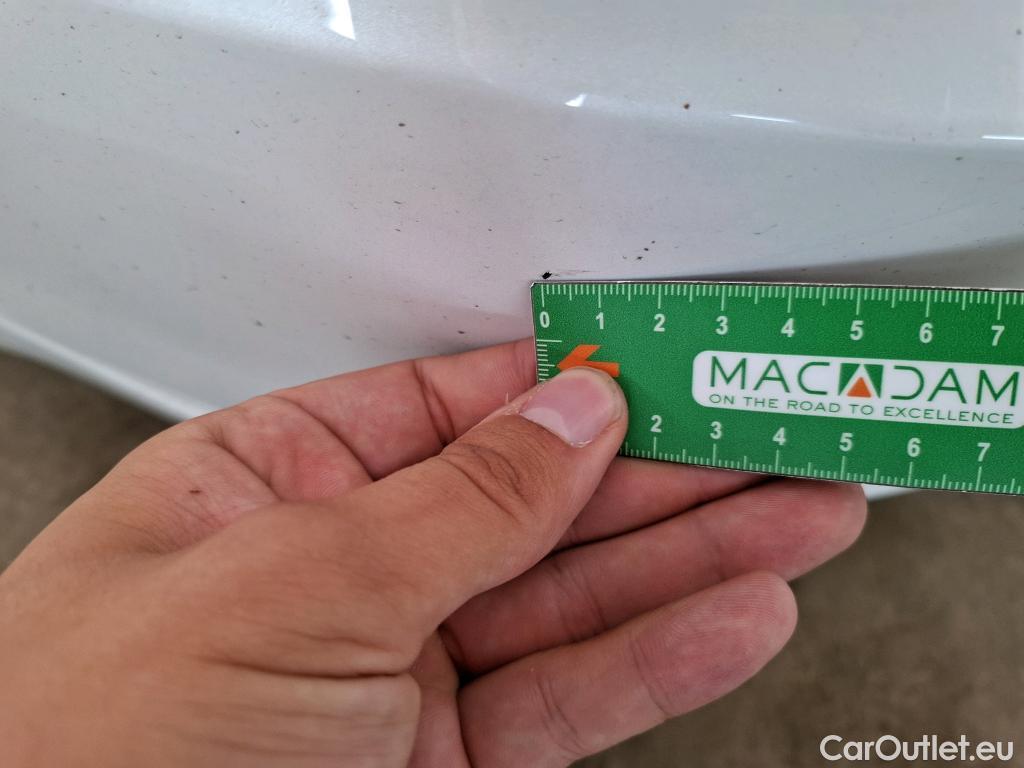 0 1 2 3 4 5 6 7
MACADAM
ON THE ROAD TO EXCELLENCE
2 3 4 5 6 7
CarOutlet.eu